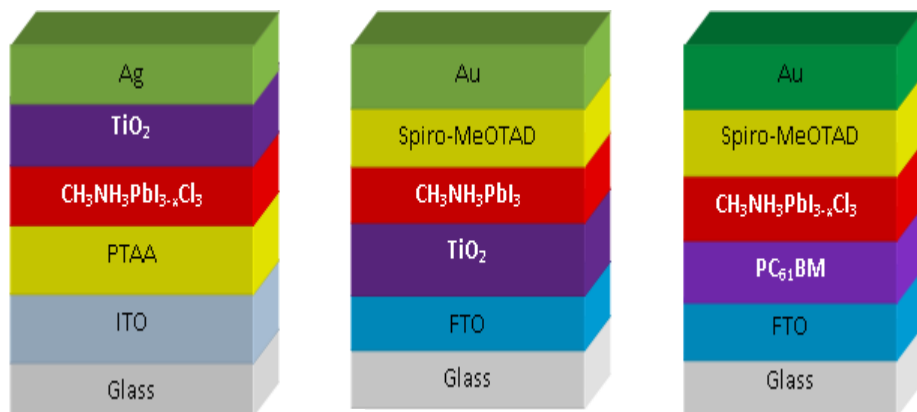 Ag
TiO₂
CH₃NH₃PbI₃₋ₓCl₃
PTAA
ITO
Glass
Au
Spiro-MeOTAD
CH₃NH₃PbI₃
TiO₂
FTO
Glass
Au
Spiro-MeOTAD
CH₃NH₃PbI₃₋ₓCl₃
PC₆₁BM
FTO
Glass